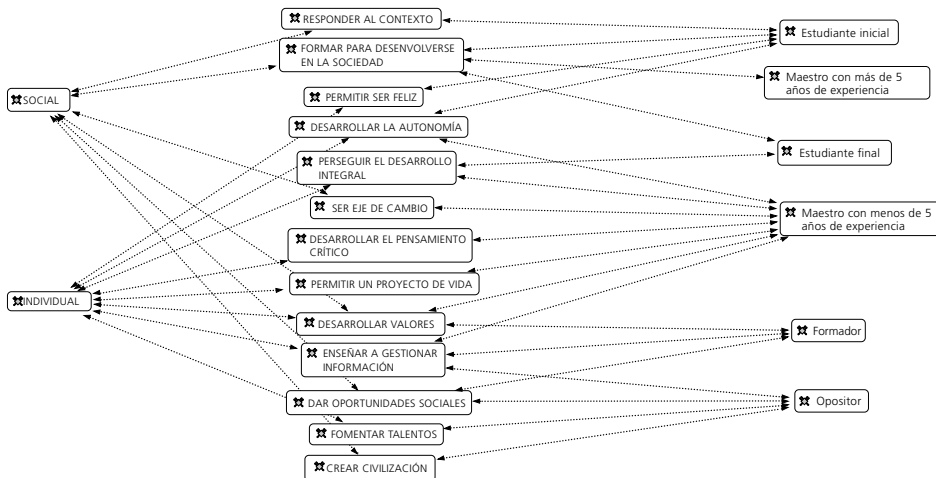 SOCIAL
INDIVIDUAL
RESPONDER AL CONTEXTO
FORMAR PARA DESENVOLVERSE
EN LA SOCIEDAD
PERMITIR SER FELIZ
DESARROLLAR LA AUTONOMÍA
PERSEGUIR EL DESARROLLO
INTEGRAL
SER EJE DE CAMBIO
DESARROLLAR EL PENSAMIENTO
CRÍTICO
PERMITIR UN PROYECTO DE VIDA
DESARROLLAR VALORES
ENSEÑAR A GESTIONAR
INFORMACIÓN
DAR OPORTUNIDADES SOCIALES
FOMENTAR TALENTOS
CREAR CIVILIZACIÓN
Estudiante inicial
Maestro con más de 5
años de experiencia
Estudiante final
Maestro con menos de 5
años de experiencia
Formador
Opositor